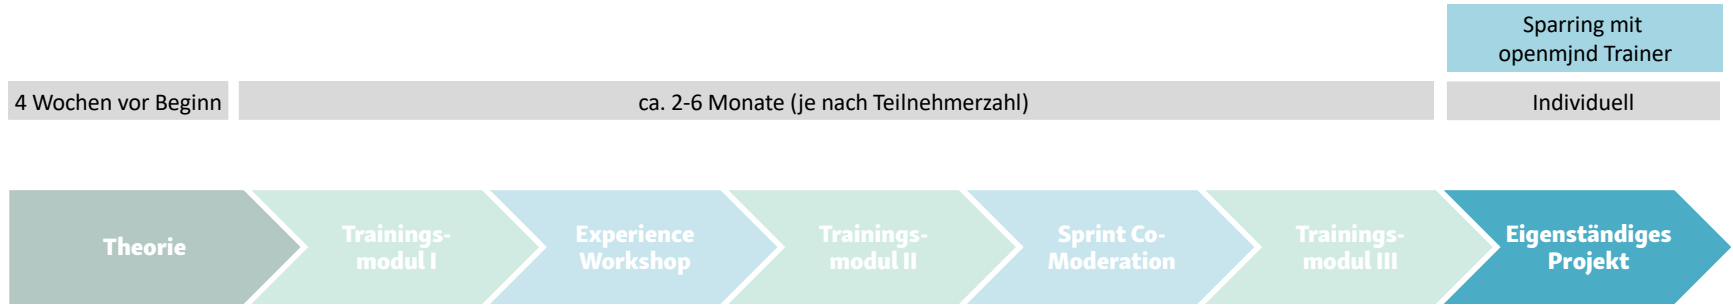 Sparring mit
openmjnd Trainer
4 Wochen vor Beginn
ca. 2-6 Monate (je nach Teilnehmerzahl)
Individuell
Theorie
Trainings-
modul I
Experience
Workshop
Trainings-
modul II
Sprint Co-
Moderation
Trainings-
modul III
Eigenständiges
Projekt